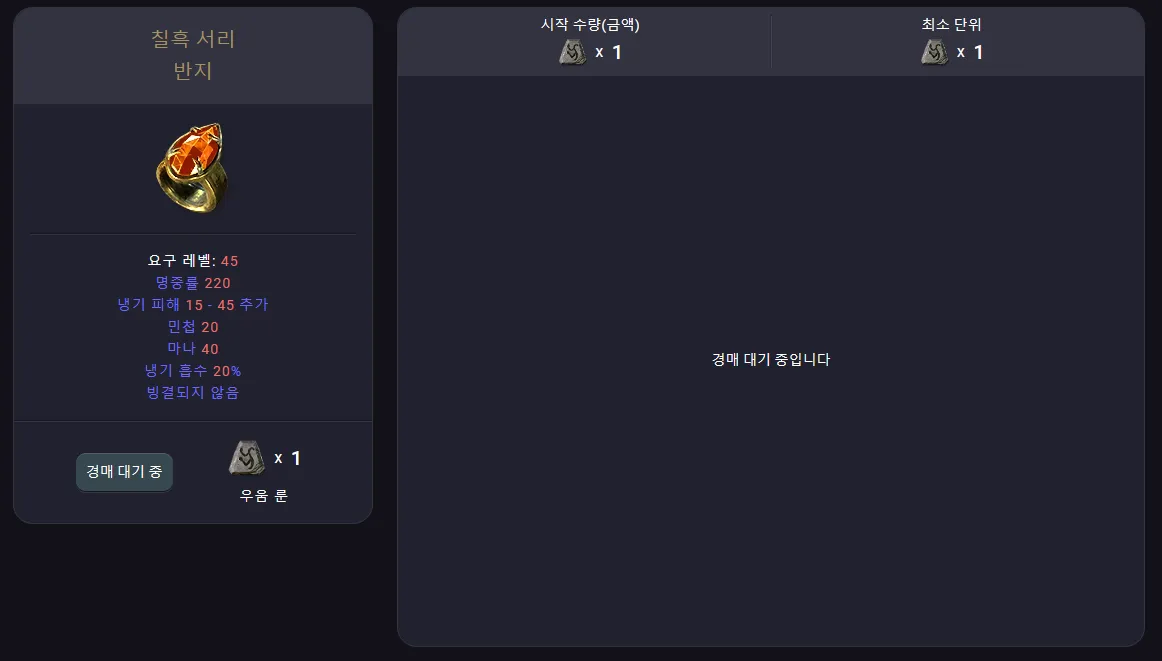 칠흑 서리
반지
요구 레벨: 45
명중률 220
냉기 피해 15 - 45 추가
민첩 20
마나 40
냉기 흡수 20%
빙결되지 않음
경매 대기 중
x 1
우움 룬
시작 수량(금액)
x 1
최소 단위
x 1
경매 대기 중입니다